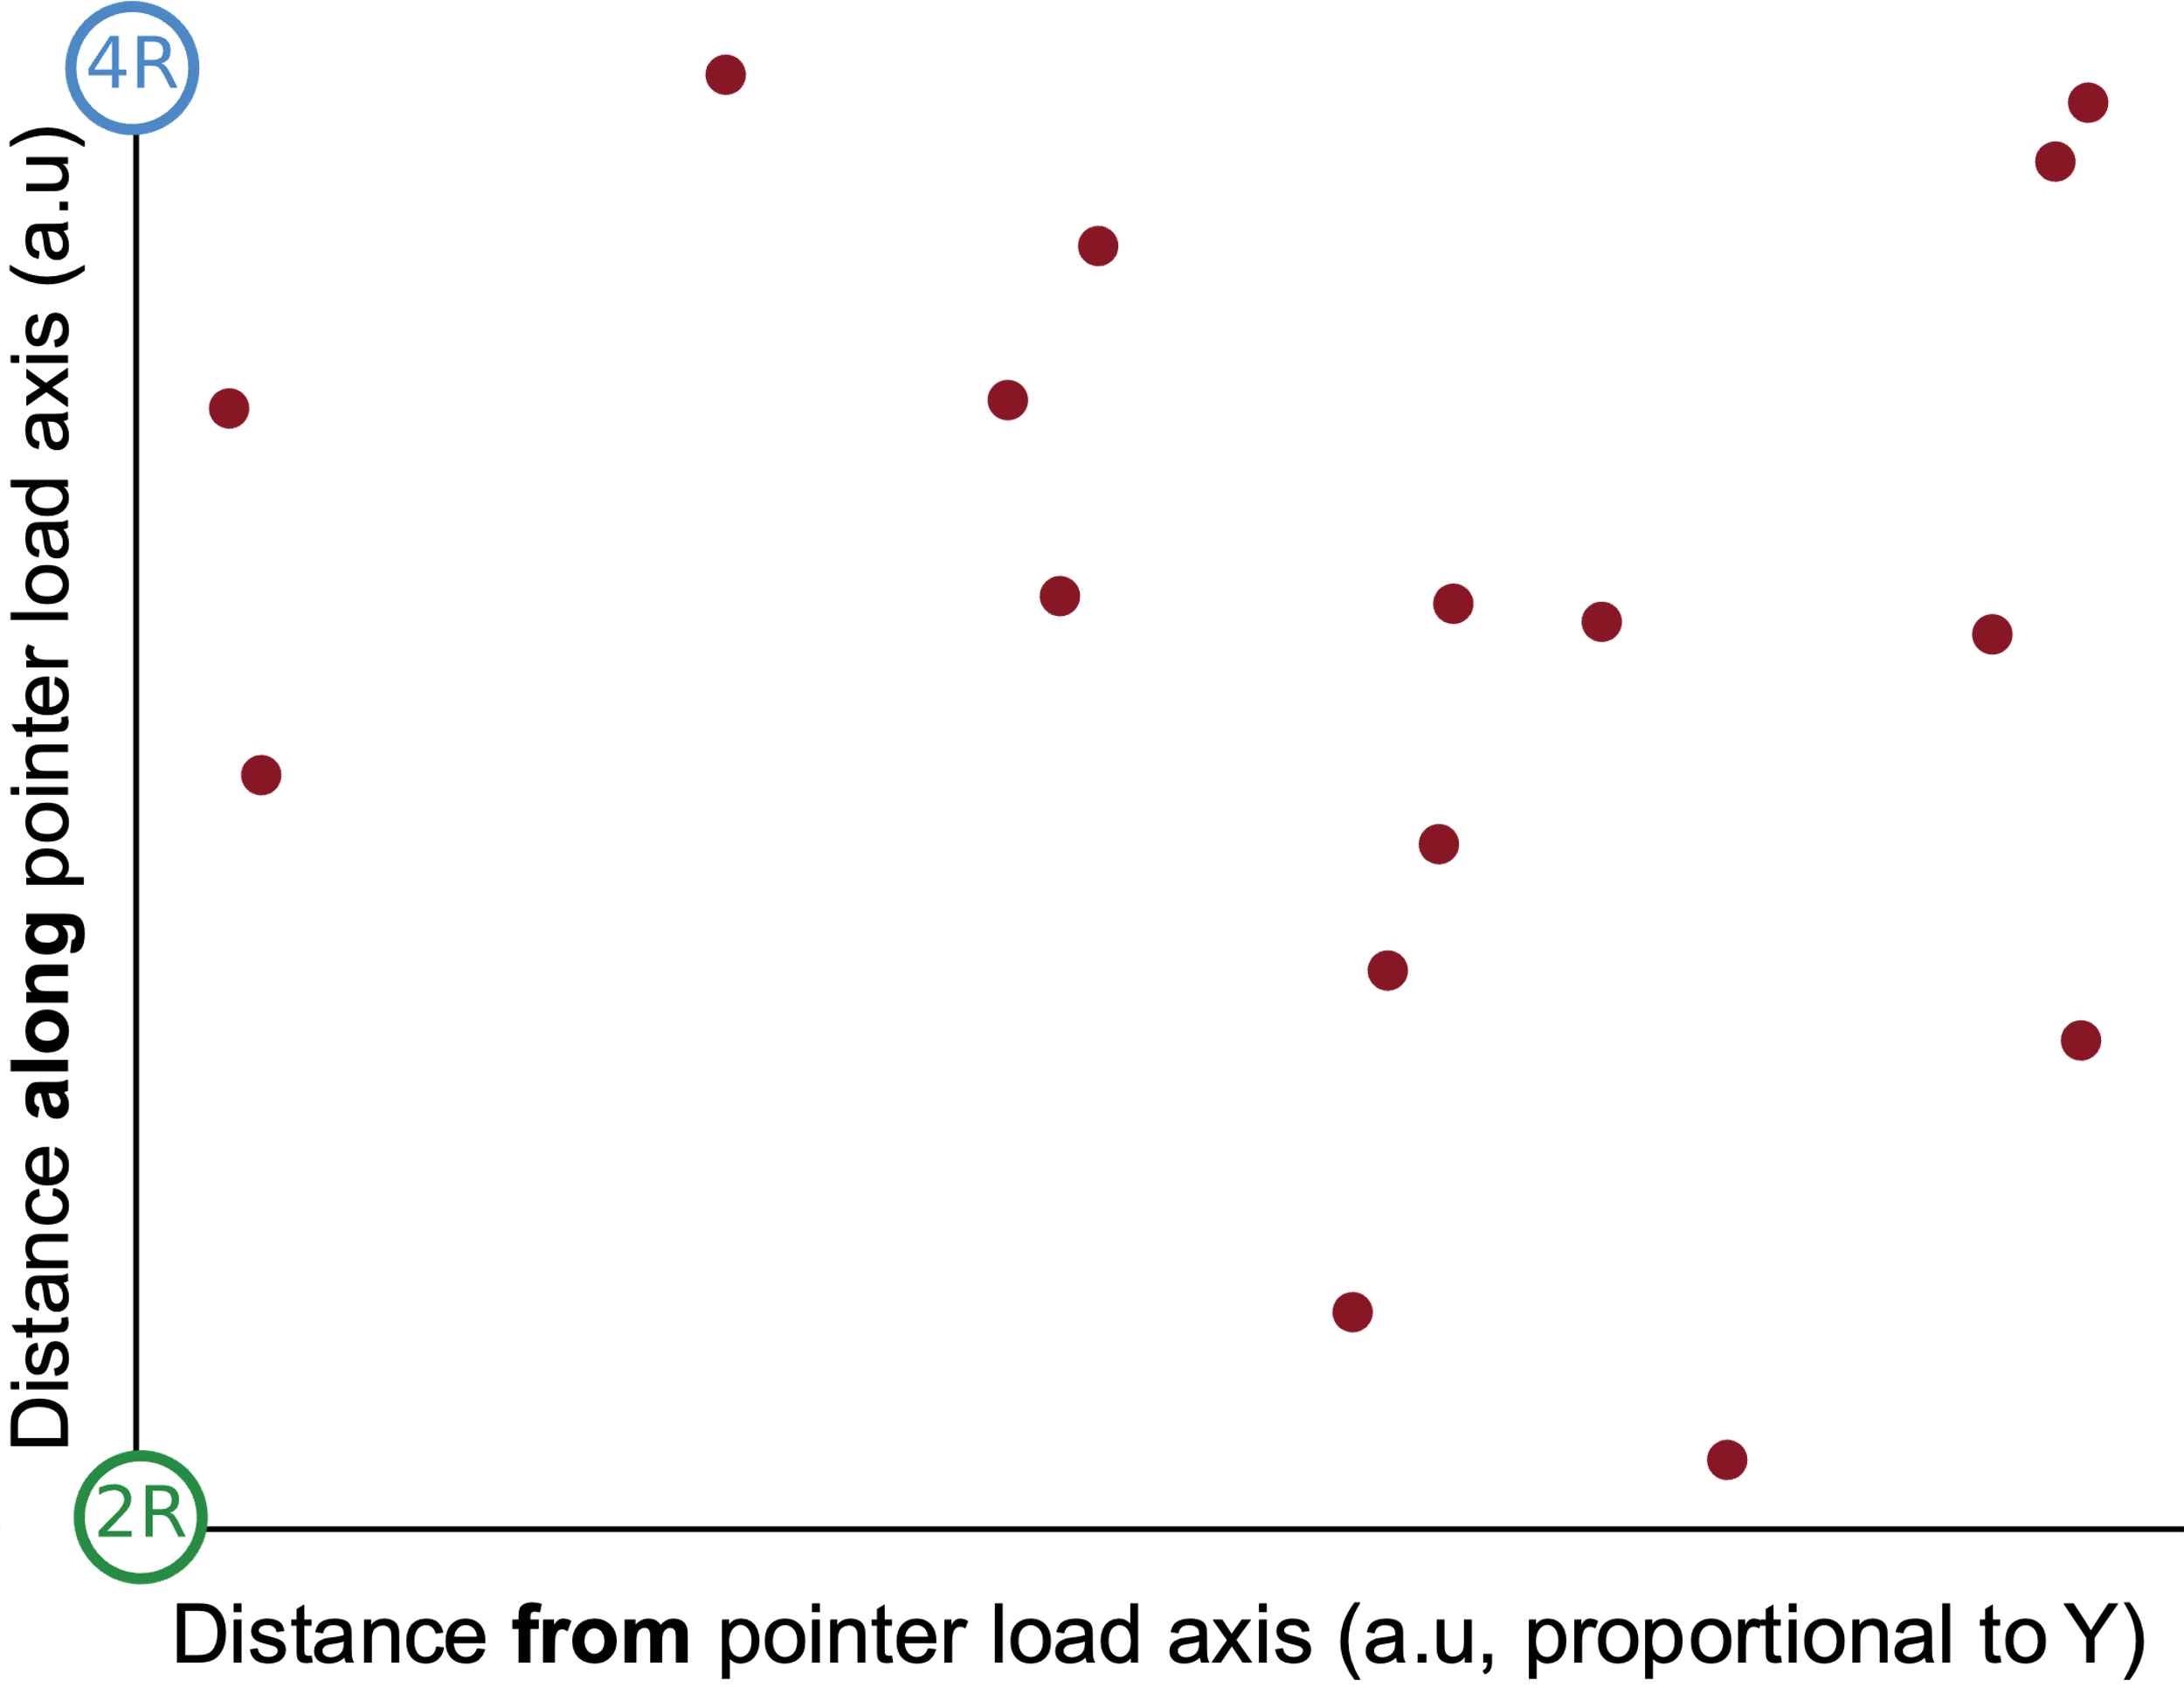 4R
Distance along pointer load axis (a.u)
2R
Distance from pointer load axis (a.u, proportional to Y)